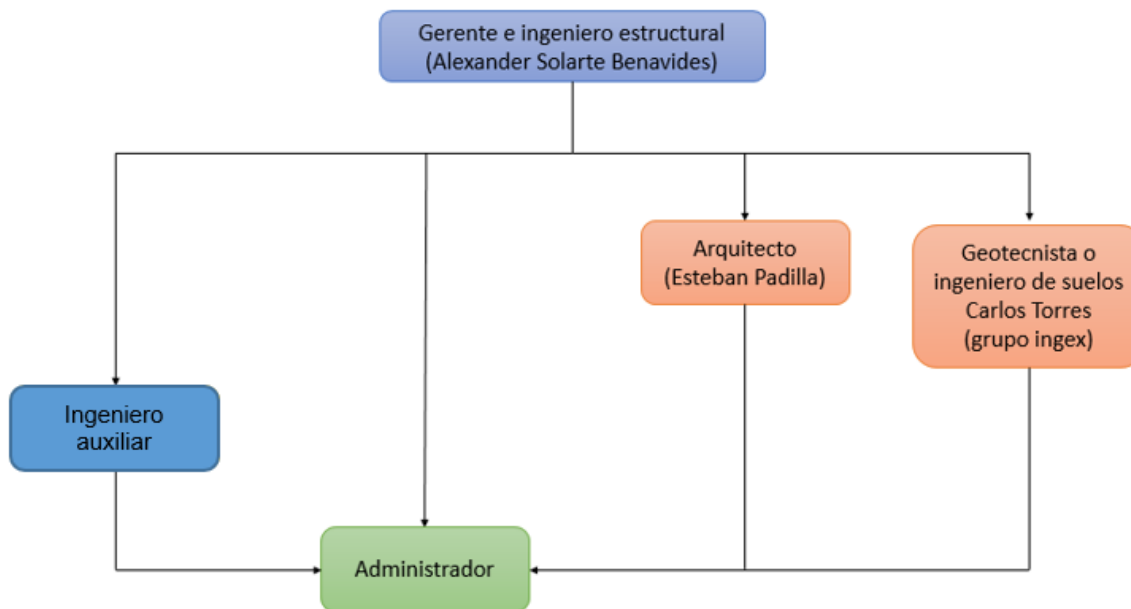 Gerente e ingeniero estructural
(Alexander Solarte Benavides)
Arquitecto
(Esteban Padilla)
Geotecnista o
ingeniero de suelos
Carlos Torres
(grupo ingex)
Ingeniero
auxiliar
Administrador